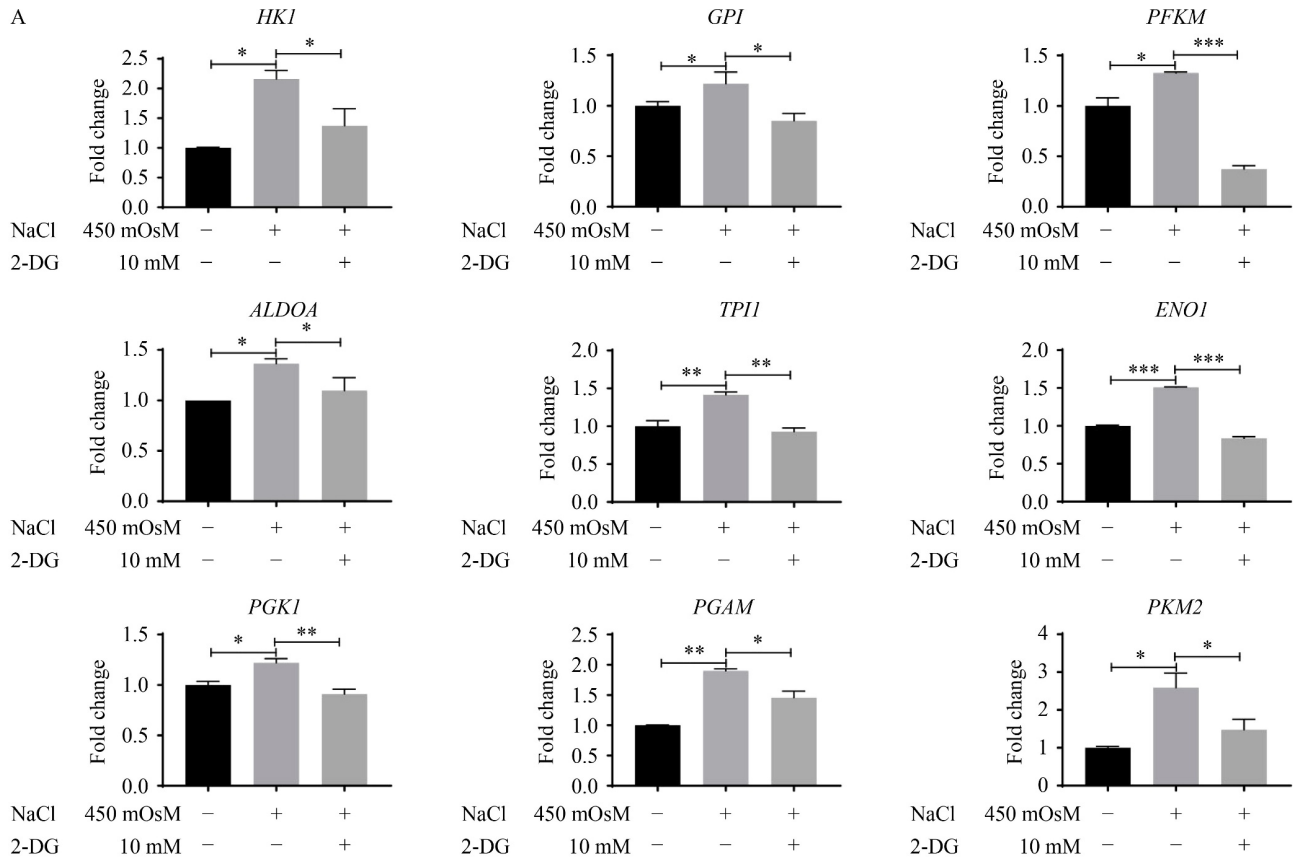 A
HK1
* *
Fold change
2.5
2.0
1.5
1.0
0.5
0.0
NaCl 450 mOsM − + +
2-DG 10 mM − − +
GPI
* *
Fold change
1.5
1.0
0.5
0.0
NaCl 450 mOsM − + +
2-DG 10 mM − − +
PFKM
* ***
Fold change
1.5
1.0
0.5
0.0
NaCl 450 mOsM − + +
2-DG 10 mM − − +
ALDOA
* *
Fold change
1.5
1.0
0.5
0.0
NaCl 450 mOsM − + +
2-DG 10 mM − − +
TPI1
** **
Fold change
2.0
1.5
1.0
0.5
0.0
NaCl 450 mOsM − + +
2-DG 10 mM − − +
ENO1
*** ***
Fold change
2.0
1.5
1.0
0.5
0.0
NaCl 450 mOsM − + +
2-DG 10 mM − − +
PGK1
* **
Fold change
1.5
1.0
0.5
0.0
NaCl 450 mOsM − + +
2-DG 10 mM − − +
PGAM
** *
Fold change
2.5
2.0
1.5
1.0
0.5
0.0
NaCl 450 mOsM − + +
2-DG 10 mM − − +
PKM2
* *
Fold change
4
3
2
1
0
NaCl 450 mOsM − + +
2-DG 10 mM − − +